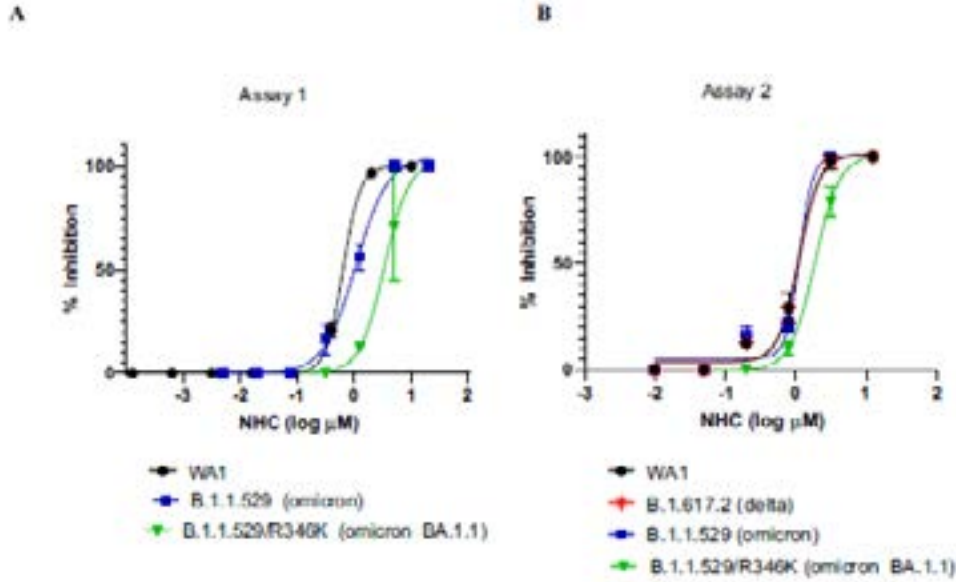 A
B
Assay 1
Assay 2
% Inhibition
100
50
0
-3
-2
-1
0
1
2
NHC (log μM)
% Inhibition
100
50
0
-3
-2
-1
0
1
2
NHC (log μM)
WA1
B.1.1.529 (omicron)
B.1.1.529/R346K (omicron BA.1.1)
WA1
B.1.617.2 (delta)
B.1.1.529 (omicron)
B.1.1.529/R346K (omicron BA.1.1)